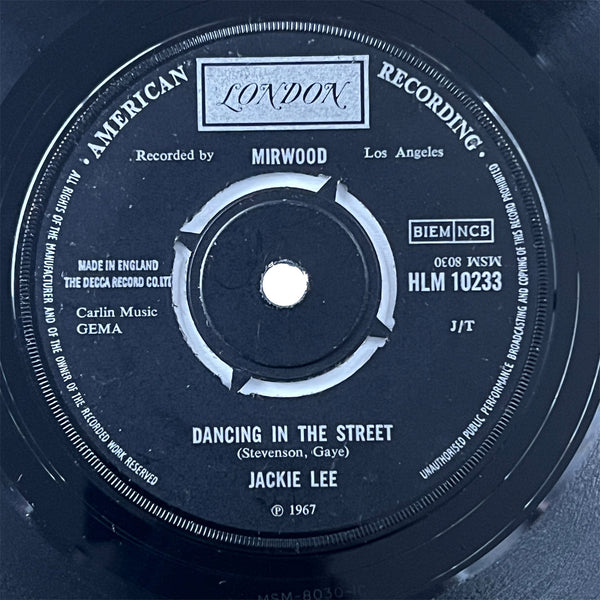 · AMERICAN RECORDING ·
LONDON
Recorded by MIRWOOD Los Angeles
BIEM NCB
MSM 8030
HLM 10233
J/T
MADE IN ENGLAND
THE DECCA RECORD CO.LTD
Carlin Music
GEMA
DANCING IN THE STREET
(Stevenson, Gaye)
JACKIE LEE
℗ 1967
ALL RIGHTS OF THE MANUFACTURER AND OF THE OWNER OF THE RECORDED WORK RESERVED
UNAUTHORISED PUBLIC PERFORMANCE BROADCASTING AND COPYING OF THIS RECORD PROHIBITED